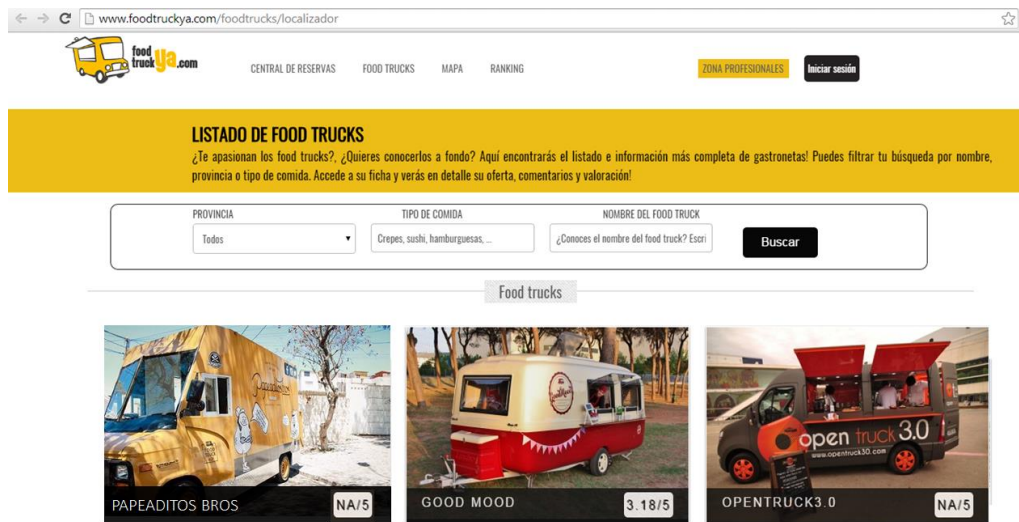 www.foodtruckya.com/foodtrucks/localizador
food
truck ya.com
CENTRAL DE RESERVAS FOOD TRUCKS MAPA RANKING
ZONA PROFESIONALES Iniciar sesión
LISTADO DE FOOD TRUCKS
¿Te apasionan los food trucks?, ¿Quieres conocerlos a fondo? Aquí encontrarás el listado e información más completa de gastronetas! Puedes filtrar tu búsqueda por nombre,
provincia o tipo de comida. Accede a su ficha y verás en detalle su oferta, comentarios y valoración!
PROVINCIA TIPO DE COMIDA NOMBRE DEL FOOD TRUCK
Todos Crepes, sushi, hamburguesas, ... ¿Conoces el nombre del food truck? Escri Buscar
Food trucks
Papeaditos Bros
Good Mood
open truck 3.0
www.opentruck30.com
PAPEADITOS BROS NA/5 GOOD MOOD 3.18/5 OPENTRUCK3.0 NA/5